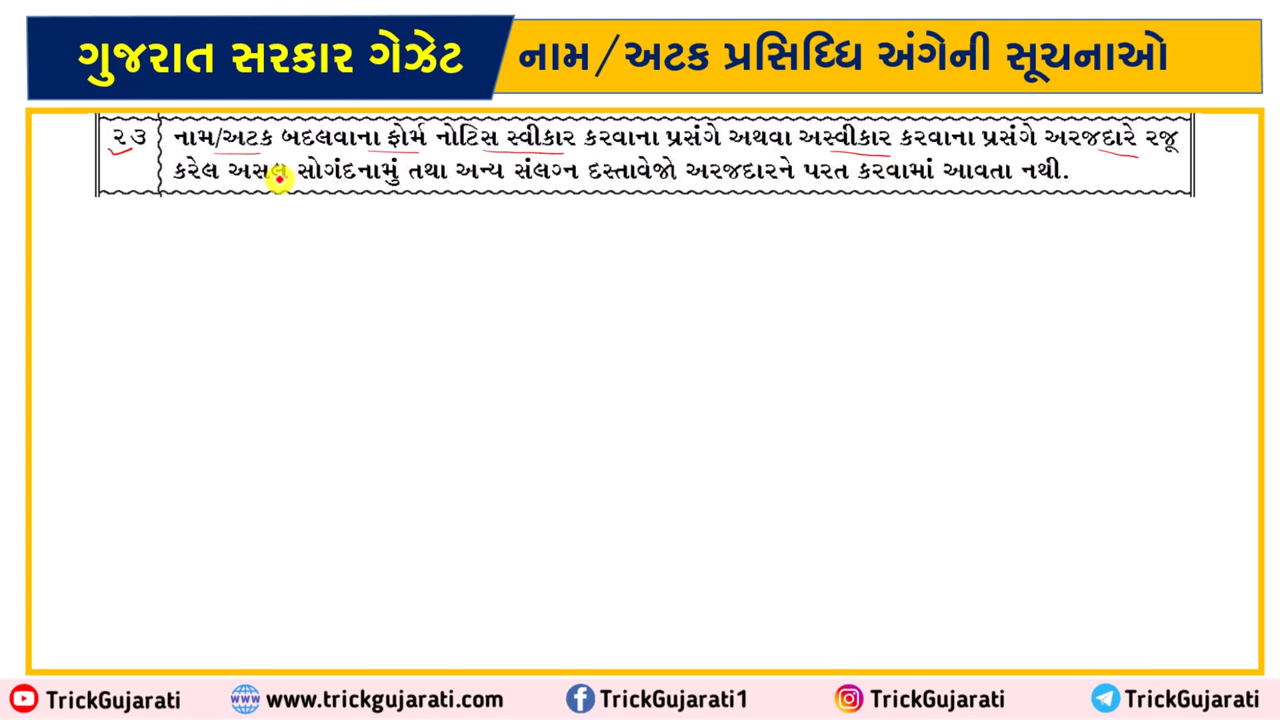 ગુજરાત સરકાર ગેઝેટ નામ/અટક પ્રસિધ્ધિ અંગેની સૂચનાઓ
૨૩ નામ/અટક બદલવાના ફોર્મ નોટિસ સ્વીકાર કરવાના પ્રસંગે અથવા અસ્વીકાર કરવાના પ્રસંગે અરજદારે રજૂ
કરેલ અસલ સોગંદનામું તથા અન્ય સંલગ્ન દસ્તાવેજો અરજદારને પરત કરવામાં આવતા નથી.
TrickGujarati www.trickgujarati.com TrickGujarati1 TrickGujarati TrickGujarati